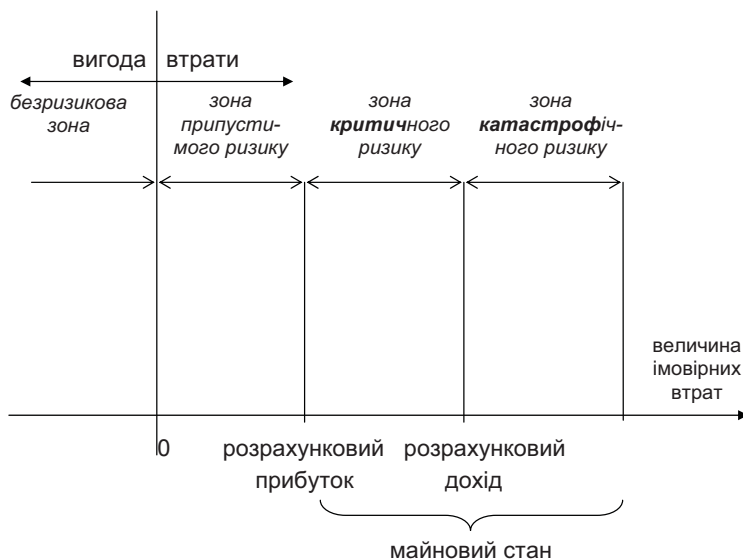 вигода втрати
безризикова
зона
зона
припусти-
мого ризику
зона
критичного
ризику
зона
катастрофіч-
ного ризику
величина
імовірних
втрат
0
розрахунковий
прибуток
розрахунковий
дохід
майновий стан